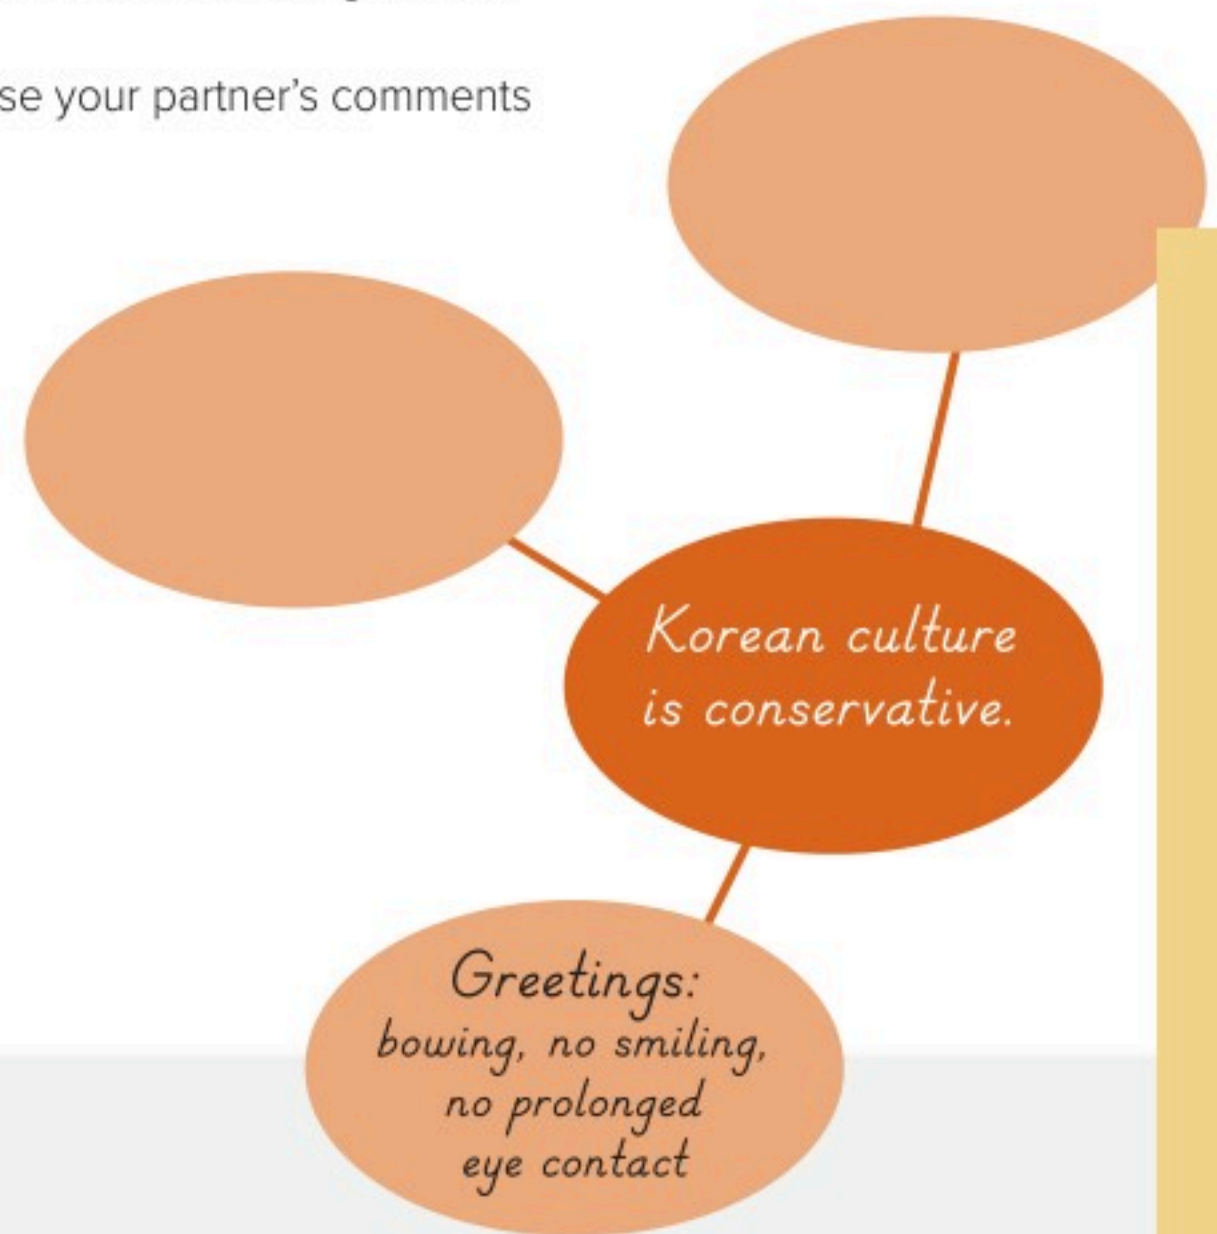 se your partner's comments
Korean culture
is conservative.
Greetings:
bowing, no smiling,
no prolonged
eye contact